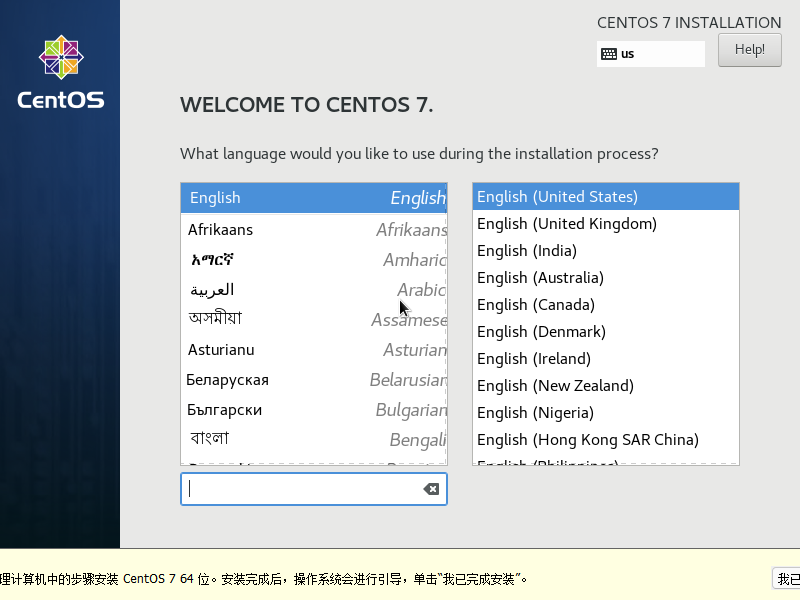 CENTOS 7 INSTALLATION
us
Help!
CentOS
WELCOME TO CENTOS 7.
What language would you like to use during the installation process?
English English
Afrikaans Afrikaans
አማርኛ Amharic
العربية Arabic
অসমীয়া Assamese
Asturianu Asturian
Беларуская Belarusian
Български Bulgarian
বাংলা Bengali
English (United States)
English (United Kingdom)
English (India)
English (Australia)
English (Canada)
English (Denmark)
English (Ireland)
English (New Zealand)
English (Nigeria)
English (Hong Kong SAR China)
English (Philippines)
理计算机中的步骤安装 CentOS 7 64 位。安装完成后，操作系统会进行引导，单击“我已完成安装”。
我已